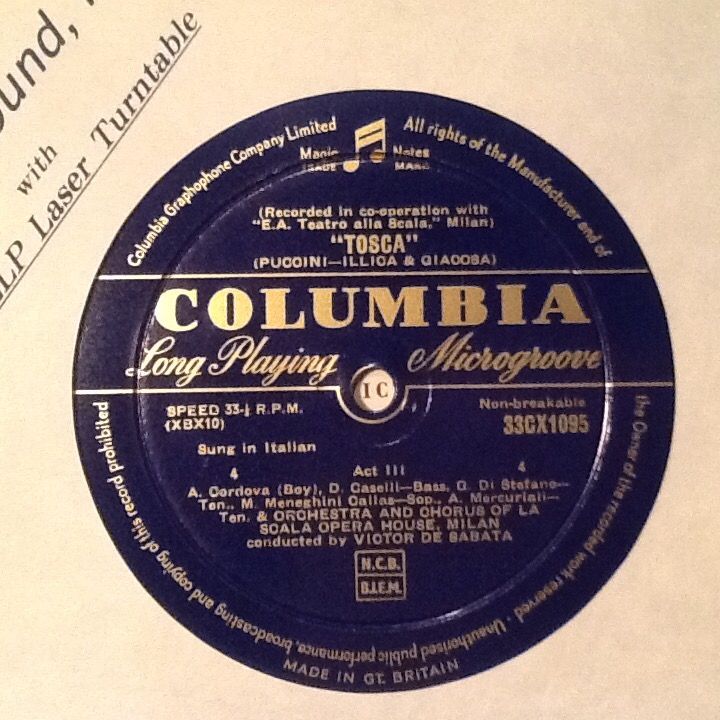 ound,
with
LP Laser Turntable
Columbia Graphophone Company Limited
All rights of the Manufacturer and of
the Owner of the recorded work reserved · Unauthorised public performance, broadcasting and copying of this record prohibited
Magic Notes
TRADE MARK
(Recorded in co-operation with
"E.A. Teatro alla Scala," Milan)
"TOSCA"
(PUCCINI—ILLICA & GIACOSA)
COLUMBIA
Long Playing Microgroove
1C
SPEED 33-⅓ R.P.M.
Non-breakable
(XBX10)
33CX1095
Sung in Italian
4 Act III 4
A. Cordova (Boy), D. Caselli—Bass, G. Di Stefano—
Ten., M. Meneghini Callas—Sop., A. Mercuriali—
Ten. & ORCHESTRA AND CHORUS OF LA
SCALA OPERA HOUSE, MILAN
conducted by VICTOR DE SABATA
N.C.B.
B.I.E.M.
MADE IN GT. BRITAIN